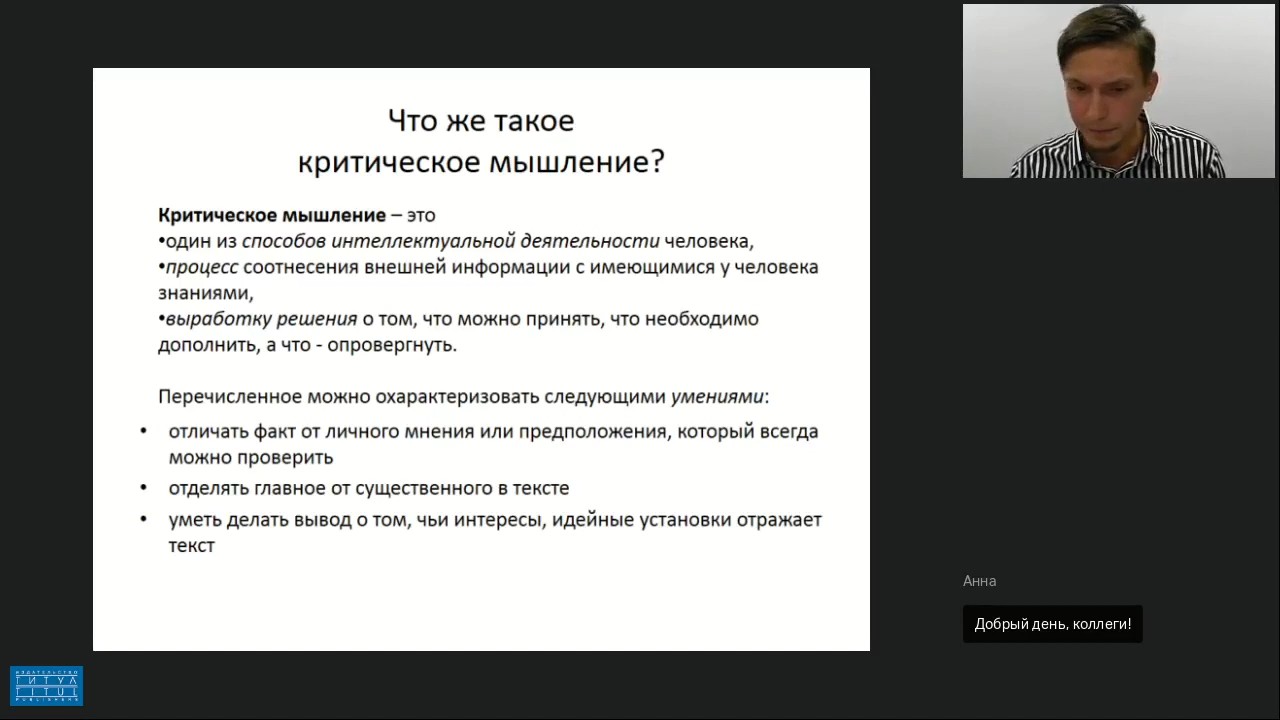 Что же такое
критическое мышление?
Критическое мышление – это
•один из способов интеллектуальной деятельности человека,
•процесс соотнесения внешней информации с имеющимися у человека
знаниями,
•выработку решения о том, что можно принять, что необходимо
дополнить, а что - опровергнуть.
Перечисленное можно охарактеризовать следующими умениями:
• отличать факт от личного мнения или предположения, который всегда
можно проверить
• отделять главное от существенного в тексте
• уметь делать вывод о том, чьи интересы, идейные установки отражает
текст
Анна
Добрый день, коллеги!
ИЗДАТЕЛЬСТВО
ТИТУЛ
TITUL
PUBLISHERS